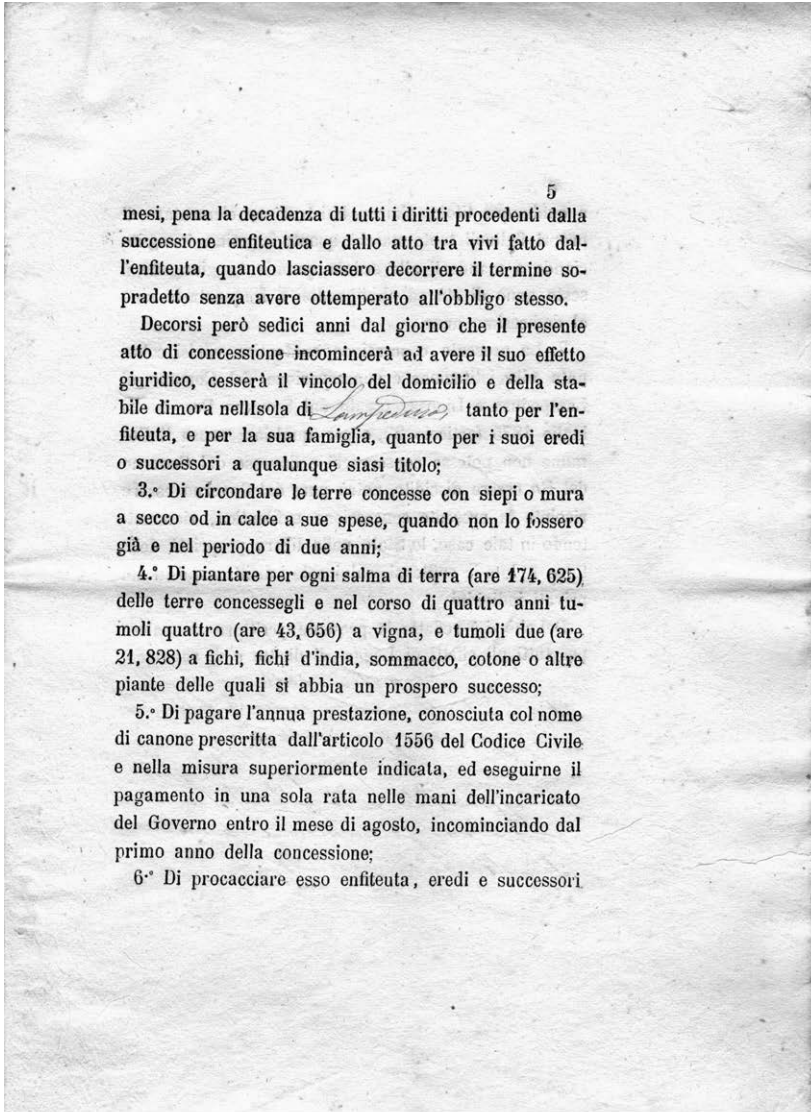 5
mesi, pena la decadenza di tutti i diritti procedenti dalla
successione enfiteutica e dallo atto tra vivi fatto dal-
l'enfiteuta, quando lasciassero decorrere il termine so-
pradetto senza avere ottemperato all'obbligo stesso.
Decorsi però sedici anni dal giorno che il presente
atto di concessione incomincerà ad avere il suo effetto
giuridico, cesserà il vincolo del domicilio e della sta-
bile dimora nellIsola di Lampedusa, tanto per l'en-
fiteuta, e per la sua famiglia, quanto per i suoi eredi
o successori a qualunque siasi titolo;
3.º Di circondare le terre concesse con siepi o mura
a secco od in calce a sue spese, quando non lo fossero
già e nel periodo di due anni;
4.º Di piantare per ogni salma di terra (are 174, 625)
delle terre concessegli e nel corso di quattro anni tu-
moli quattro (are 43, 656) a vigna, e tumoli due (are
21, 828) a fichi, fichi d'india, sommacco, cotone o altre
piante delle quali si abbia un prospero successo;
5.º Di pagare l'annua prestazione, conosciuta col nome
di canone prescritta dall'articolo 1556 del Codice Civile
e nella misura superiormente indicata, ed eseguirne il
pagamento in una sola rata nelle mani dell'incaricato
del Governo entro il mese di agosto, incominciando dal
primo anno della concessione;
6.º Di procacciare esso enfiteuta, eredi e successori